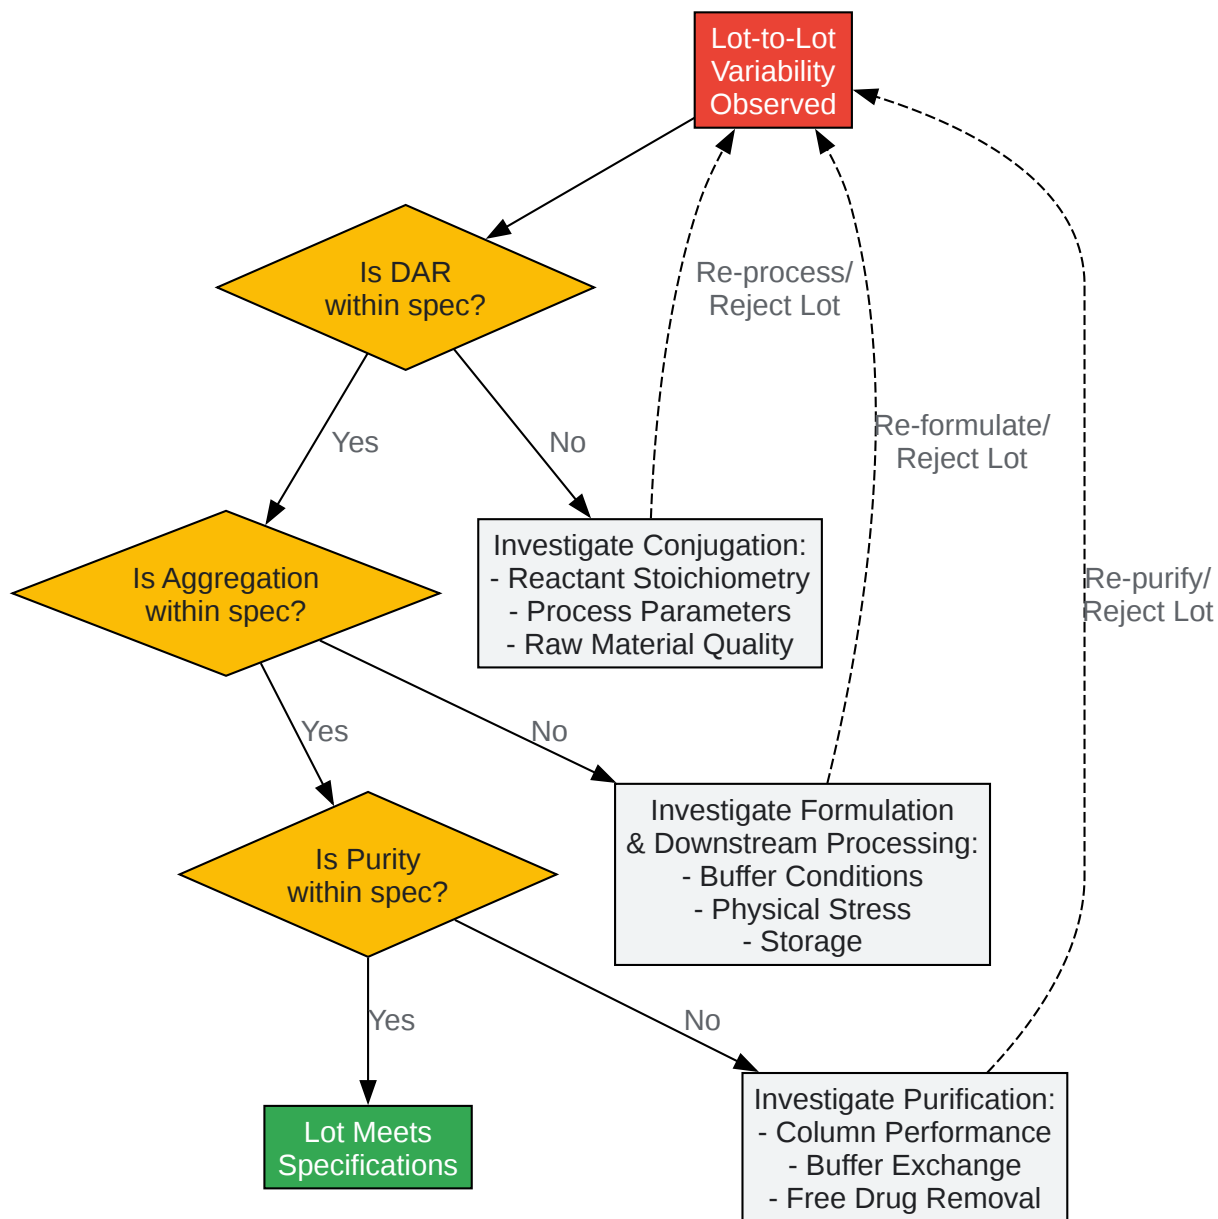 Lot-to-Lot
Variability
Observed
Is DAR
within spec?
Re-process/
Reject Lot
Yes
No
Re-formulate/
Reject Lot
Is Aggregation
within spec?
Investigate Conjugation:
- Reactant Stoichiometry
- Process Parameters
- Raw Material Quality
Re-purify/
Reject Lot
Yes
No
Is Purity
within spec?
Investigate Formulation
& Downstream Processing:
- Buffer Conditions
- Physical Stress
- Storage
Yes
No
Lot Meets
Specifications
Investigate Purification:
- Column Performance
- Buffer Exchange
- Free Drug Removal